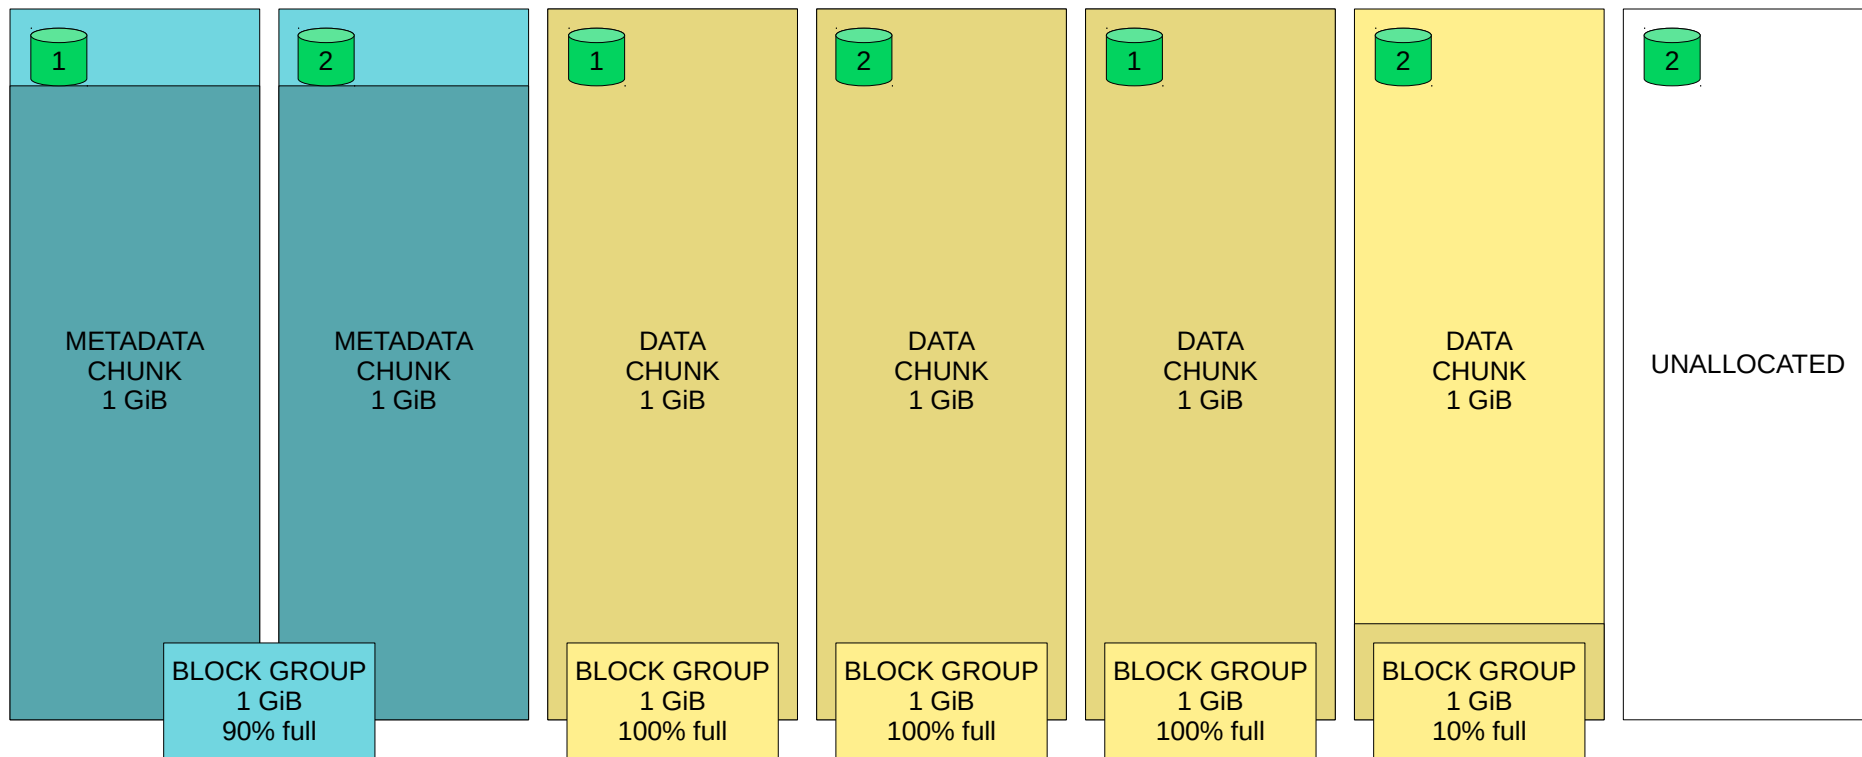 1
2
1
2
1
2
2
METADATA
CHUNK
1 GiB
METADATA
CHUNK
1 GiB
DATA
CHUNK
1 GiB
DATA
CHUNK
1 GiB
DATA
CHUNK
1 GiB
DATA
CHUNK
1 GiB
UNALLOCATED
BLOCK GROUP
1 GiB
90% full
BLOCK GROUP
1 GiB
100% full
BLOCK GROUP
1 GiB
100% full
BLOCK GROUP
1 GiB
100% full
BLOCK GROUP
1 GiB
10% full